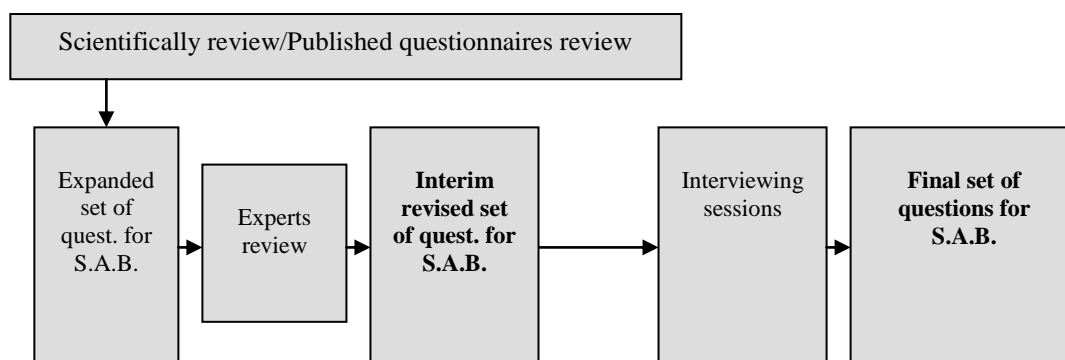 Scientifically review/Published questionnaires review
Expanded
set of
quest. for
S.A.B.
Experts
review
Interim
revised set
of quest. for
S.A.B.
Interviewing
sessions
Final set of
questions for
S.A.B.